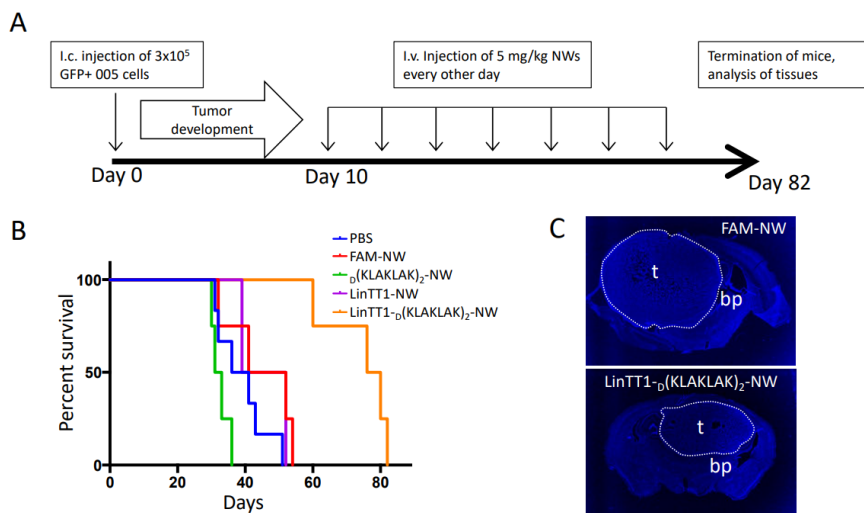 A
I.c. injection of 3x10⁵
GFP+ 005 cells
I.v. Injection of 5 mg/kg NWs
every other day
Termination of mice,
analysis of tissues
Tumor
development
Day 0
Day 10
Day 82
B
PBS
FAM-NW
D(KLAKLAK)₂-NW
LinTT1-NW
LinTT1-D(KLAKLAK)₂-NW
Percent survival
100
50
0
0 20 40 60 80
Days
C
FAM-NW
t
bp
LinTT1-D(KLAKLAK)₂-NW
t
bp